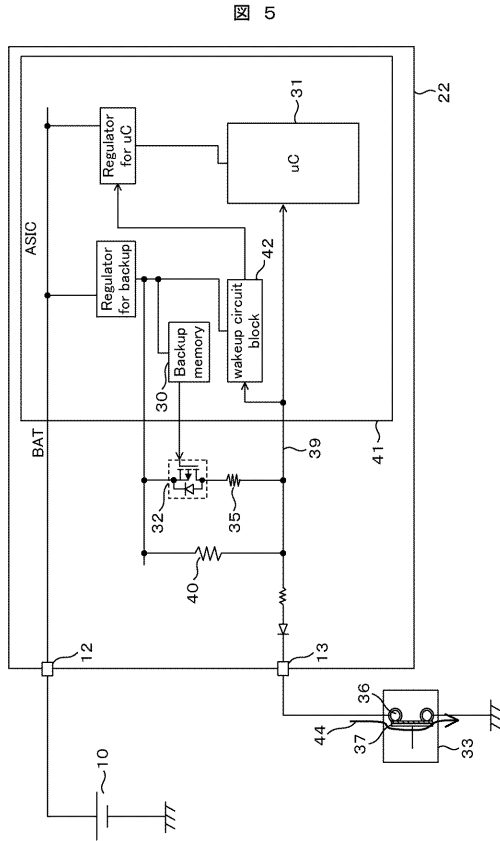 図 5
22
ASIC
31
Regulator
for uC
uC
Regulator
for backup
42
wakeup circuit
block
Backup
memory
30
BAT
41
39
32
35
40
12
13
10
44
36
37
33